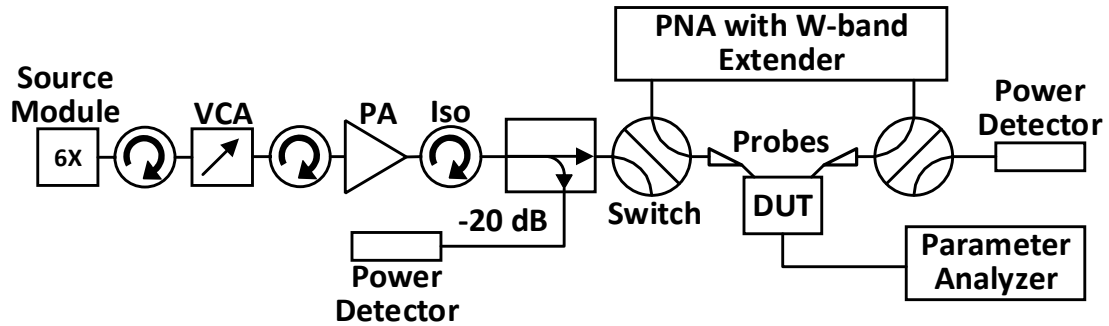 PNA with W-band
Extender
Source
Module
VCA
PA
Iso
Power
Detector
6X
Probes
Switch
DUT
-20 dB
Power
Detector
Parameter
Analyzer